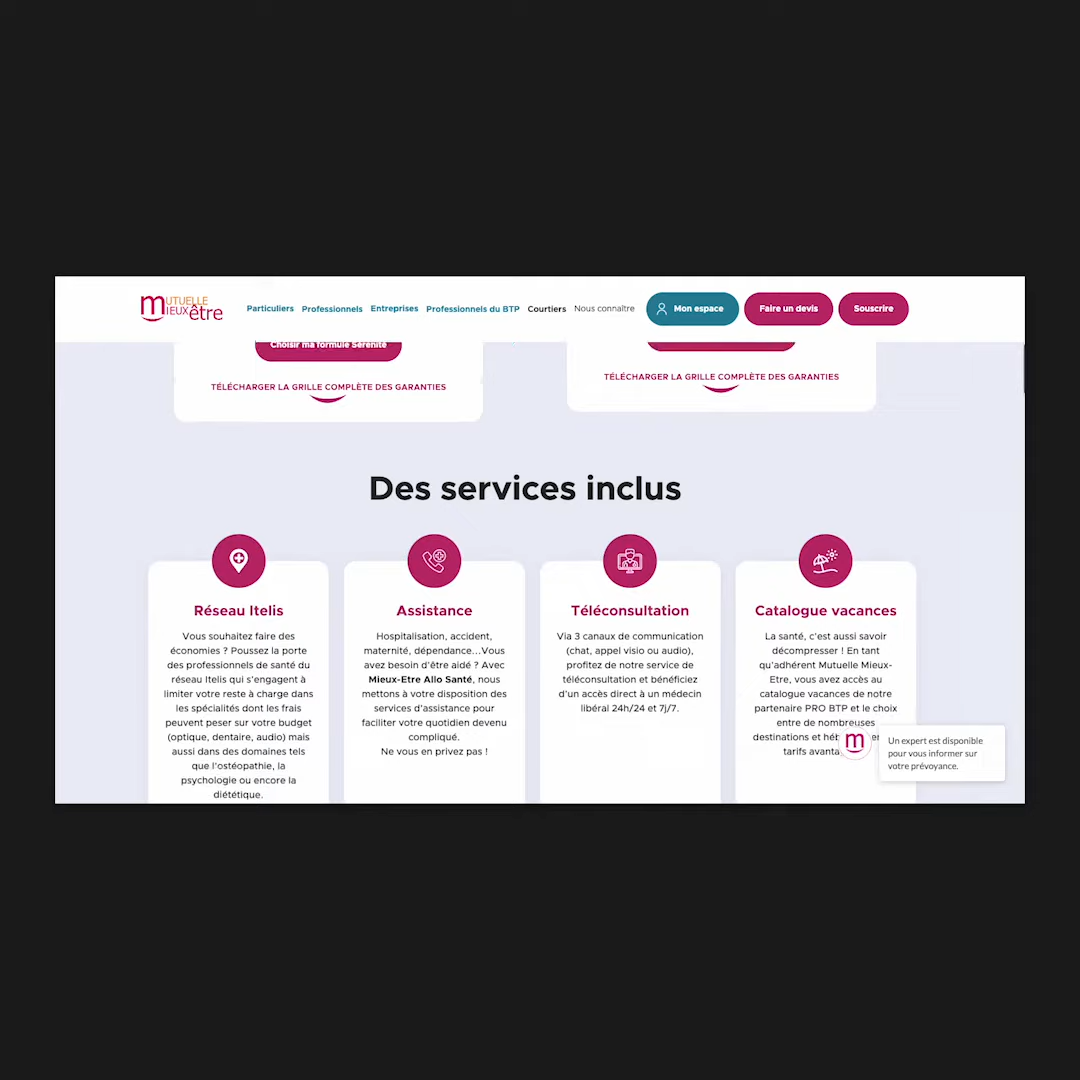 MUTUELLE
MIEUX être
Particuliers Professionnels Entreprises Professionnels du BTP Courtiers Nous connaître Mon espace Faire un devis Souscrire
Choisir ma formule Sérénité
TÉLÉCHARGER LA GRILLE COMPLÈTE DES GARANTIES
TÉLÉCHARGER LA GRILLE COMPLÈTE DES GARANTIES
Des services inclus
Réseau Itelis
Vous souhaitez faire des
économies ? Poussez la porte
des professionnels de santé du
réseau Itelis qui s'engagent à
limiter votre reste à charge dans
les spécialités dont les frais
peuvent peser sur votre budget
(optique, dentaire, audio) mais
aussi dans des domaines tels
que l'ostéopathie, la
psychologie ou encore la
diététique.
Assistance
Hospitalisation, accident,
maternité, dépendance...Vous
avez besoin d'être aidé ? Avec
Mieux-Etre Allo Santé, nous
mettons à votre disposition des
services d'assistance pour
faciliter votre quotidien devenu
compliqué.
Ne vous en privez pas !
Téléconsultation
Via 3 canaux de communication
(chat, appel visio ou audio),
profitez de notre service de
téléconsultation et bénéficiez
d'un accès direct à un médecin
libéral 24h/24 et 7j/7.
Catalogue vacances
La santé, c'est aussi savoir
décompresser ! En tant
qu'adhérent Mutuelle Mieux-
Etre, vous avez accès au
catalogue vacances de notre
partenaire PRO BTP et le choix
entre de nombreuses
destinations et
tarifs
m
Un expert est disponible
pour vous informer sur
votre prévoyance.